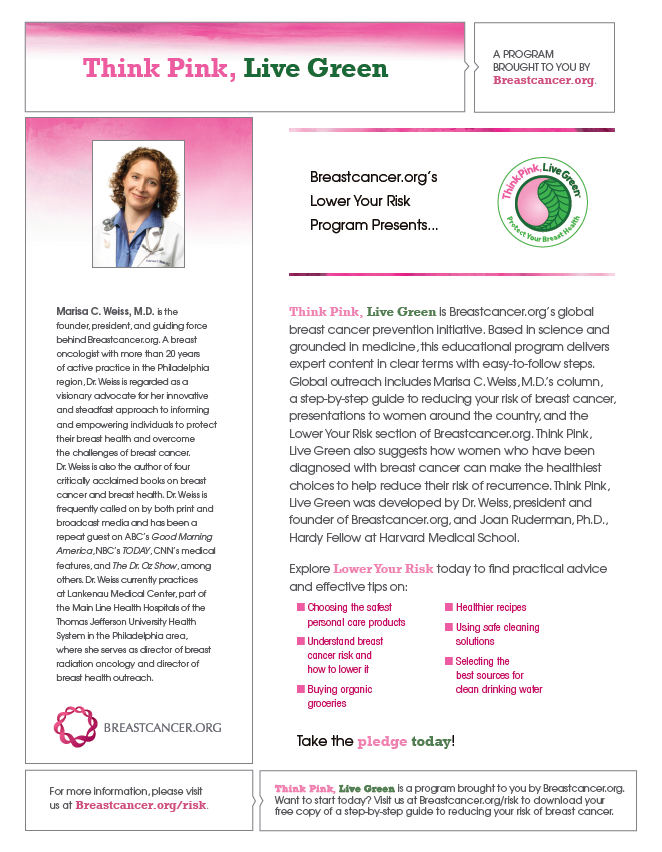 Think Pink, Live Green
A PROGRAM
BROUGHT TO YOU BY
Breastcancer.org.
Marisa C. Weiss, M.D. is the
founder, president, and guiding force
behind Breastcancer.org. A breast
oncologist with more than 20 years
of active practice in the Philadelphia
region, Dr. Weiss is regarded as a
visionary advocate for her innovative
and steadfast approach to informing
and empowering individuals to protect
their breast health and overcome
the challenges of breast cancer.
Dr. Weiss is also the author of four
critically acclaimed books on breast
cancer and breast health. Dr. Weiss is
frequently called on by both print and
broadcast media and has been a
repeat guest on ABC's Good Morning
America, NBC's TODAY, CNN's medical
features, and The Dr. Oz Show, among
others. Dr. Weiss currently practices
at Lankenau Medical Center, part of
the Main Line Health Hospitals of the
Thomas Jefferson University Health
System in the Philadelphia area,
where she serves as director of breast
radiation oncology and director of
breast health outreach.
BREASTCANCER.ORG
Breastcancer.org's
Lower Your Risk
Program Presents...
Think Pink, Live Green
Protect Your Breast Health
Think Pink, Live Green is Breastcancer.org's global
breast cancer prevention initiative. Based in science and
grounded in medicine, this educational program delivers
expert content in clear terms with easy-to-follow steps.
Global outreach includes Marisa C. Weiss, M.D.'s column,
a step-by-step guide to reducing your risk of breast cancer,
presentations to women around the country, and the
Lower Your Risk section of Breastcancer.org. Think Pink,
Live Green also suggests how women who have been
diagnosed with breast cancer can make the healthiest
choices to help reduce their risk of recurrence. Think Pink,
Live Green was developed by Dr. Weiss, president and
founder of Breastcancer.org, and Joan Ruderman, Ph.D.,
Hardy Fellow at Harvard Medical School.
Explore Lower Your Risk today to find practical advice
and effective tips on:
Choosing the safest
personal care products
Understand breast
cancer risk and
how to lower it
Buying organic
groceries
Healthier recipes
Using safe cleaning
solutions
Selecting the
best sources for
clean drinking water
Take the pledge today!
For more information, please visit
us at Breastcancer.org/risk.
Think Pink, Live Green is a program brought to you by Breastcancer.org.
Want to start today? Visit us at Breastcancer.org/risk to download your
free copy of a step-by-step guide to reducing your risk of breast cancer.